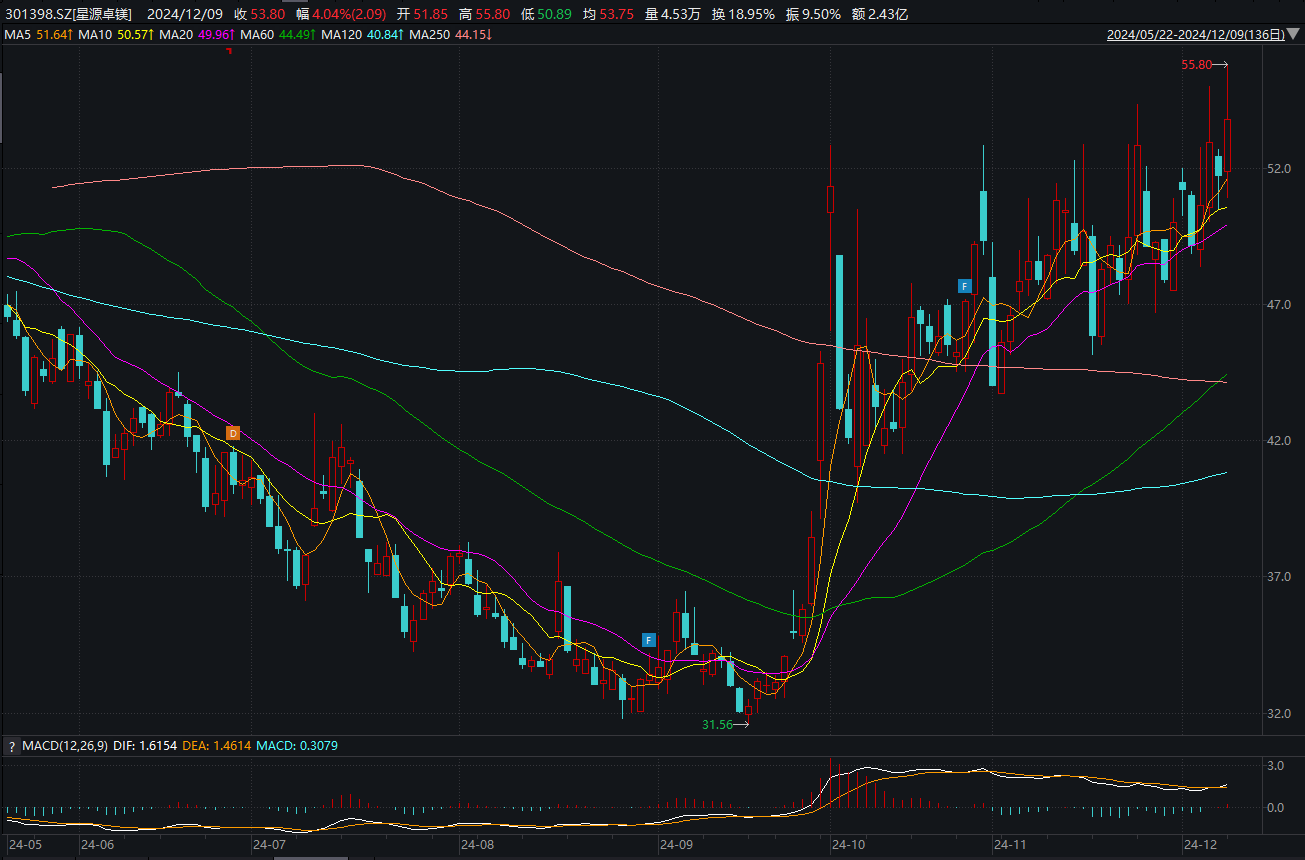 301398.SZ[星源卓镁] 2024/12/09 收 53.80 幅 4.04%(2.09) 开 51.85 高 55.80 低 50.89 均 53.75 量 4.53万 换 18.95% 振 9.50% 额 2.43亿
MA5 51.64↑ MA10 50.57↑ MA20 49.96↑ MA60 44.49↑ MA120 40.84↑ MA250 44.15↓ 2024/05/22-2024/12/09(136日)
55.80
52.0
F
47.0
D
42.0
37.0
F
31.56
32.0
? MACD(12,26,9) DIF: 1.6154 DEA: 1.4614 MACD: 0.3079
3.0
0.0
24-05 24-06 24-07 24-08 24-09 24-10 24-11 24-12